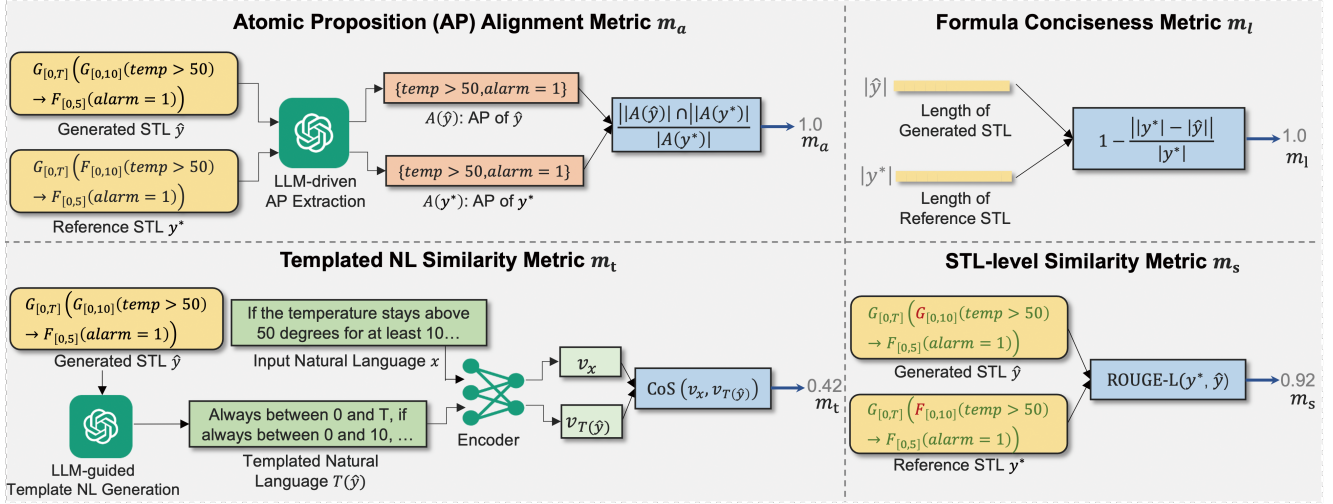 Atomic Proposition (AP) Alignment Metric m_a
G_[0,T](G_[0,10](temp > 50)
→ F_[0,5](alarm = 1))
Generated STL ŷ
G_[0,T](F_[0,10](temp > 50)
→ F_[0,5](alarm = 1))
Reference STL y*
LLM-driven
AP Extraction
{temp > 50,alarm = 1}
A(ŷ): AP of ŷ
{temp > 50,alarm = 1}
A(y*): AP of y*
||A(ŷ)| ∩||A(y*)|
|A(y*)|
1.0
m_a
Formula Conciseness Metric m_l
|ŷ|
Length of
Generated STL
|y*|
Length of
Reference STL
1 − ||y*| − |ŷ||
|y*|
1.0
m_l
Templated NL Similarity Metric m_t
G_[0,T](G_[0,10](temp > 50)
→ F_[0,5](alarm = 1))
Generated STL ŷ
LLM-guided
Template NL Generation
If the temperature stays above
50 degrees for at least 10…
Input Natural Language x
Always between 0 and T, if
always between 0 and 10, …
Templated Natural
Language T(ŷ)
Encoder
v_x
v_T(ŷ)
CoS (v_x, v_T(ŷ))
0.42
m_t
STL-level Similarity Metric m_s
G_[0,T](G_[0,10](temp > 50)
→ F_[0,5](alarm = 1))
Generated STL ŷ
G_[0,T](F_[0,10](temp > 50)
→ F_[0,5](alarm = 1))
Reference STL y*
ROUGE-L(y*, ŷ)
0.92
m_s